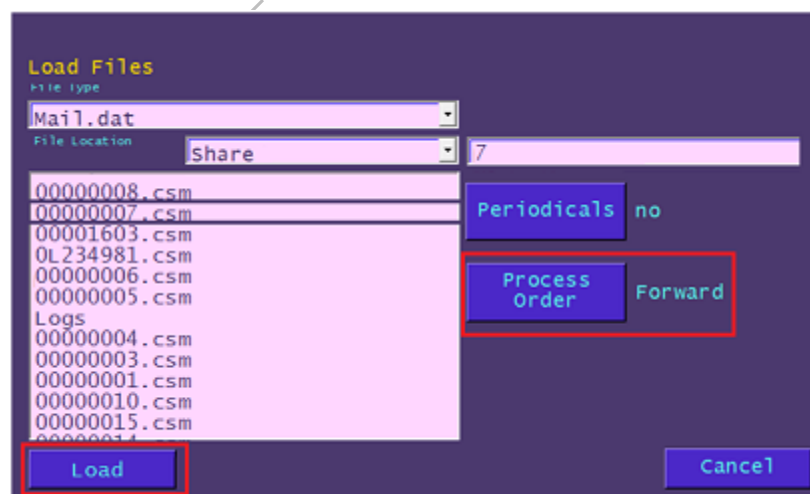 Load Files
File Type
Mail.dat
File Location
Share
7
00000008.csm
00000007.csm
00001603.csm
0L234981.csm
00000006.csm
00000005.csm
Logs
00000004.csm
00000003.csm
00000001.csm
00000010.csm
00000015.csm
00000014.csm
Periodicals no
Process
Order
Forward
Load
Cancel